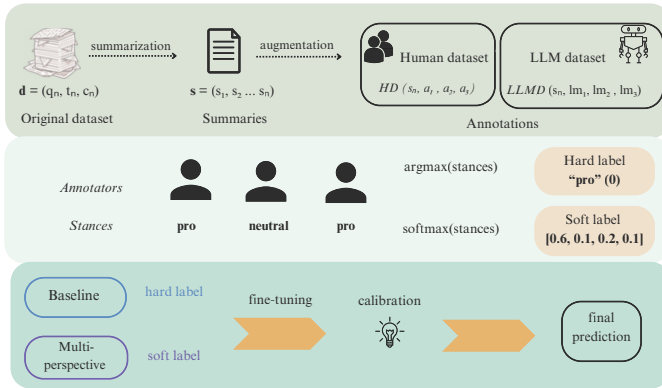 summarization
augmentation
Human dataset
LLM dataset
HD (sₙ, a₁ , a₂, a₃)
LLMD (sₙ, lm₁, lm₂ , lm₃)
d = (qₙ, tₙ, cₙ)
s = (s₁, s₂ ... sₙ)
Original dataset
Summaries
Annotations
Annotators
argmax(stances)
Hard label
“pro” (0)
Stances
pro
neutral
pro
softmax(stances)
Soft label
[0.6, 0.1, 0.2, 0.1]
Baseline
hard label
fine-tuning
calibration
final
prediction
Multi-
perspective
soft label